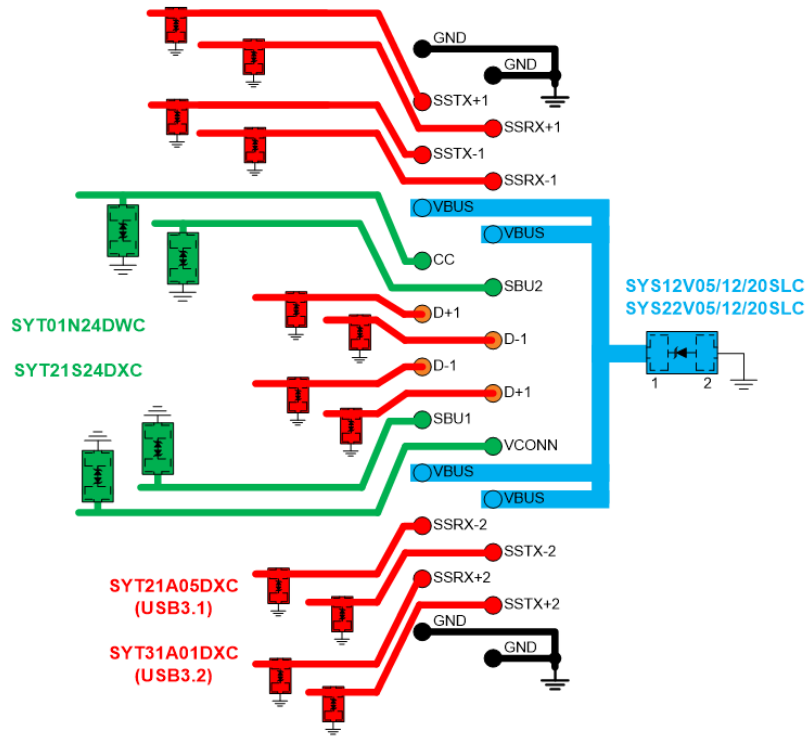 GND
GND
SSTX+1
SSRX+1
SSTX-1
SSRX-1
VBUS
VBUS
CC
SBU2
SYS12V05/12/20SLC
SYS22V05/12/20SLC
D+1
SYT01N24DWC
D-1
D-1
SYT21S24DXC
1 2
D+1
SBU1
VCONN
VBUS
VBUS
SSRX-2
SSTX-2
SSRX+2
SYT21A05DXC
(USB3.1)
SSTX+2
GND
SYT31A01DXC
(USB3.2)
GND